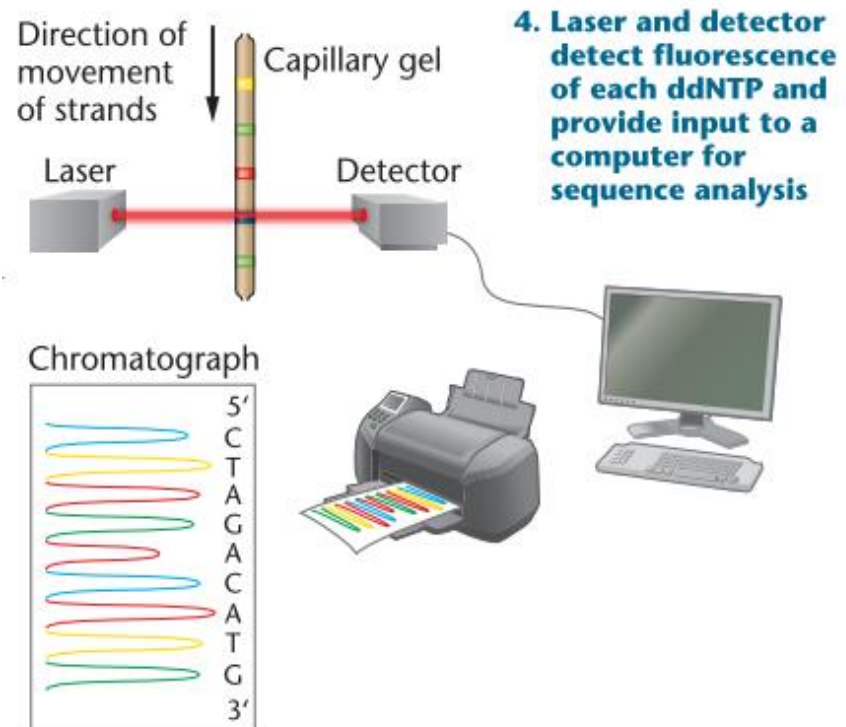 Direction of
movement
of strands
Capillary gel
4. Laser and detector
detect fluorescence
of each ddNTP and
provide input to a
computer for
sequence analysis
Laser
Detector
Chromatograph
5′
C
T
A
G
A
C
A
T
G
3′